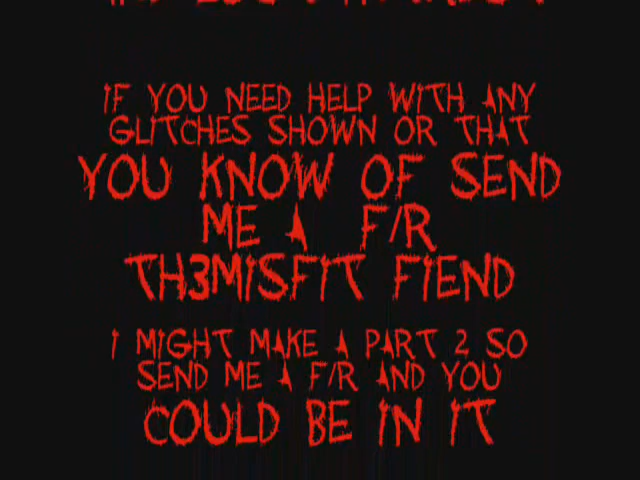 IF YOU NEED HELP WITH ANY
GLITCHES SHOWN OR THAT
YOU KNOW OF SEND
ME A F/R
TH3MISFIT FIEND
I MIGHT MAKE A PART 2 SO
SEND ME A F/R AND YOU
COULD BE IN IT